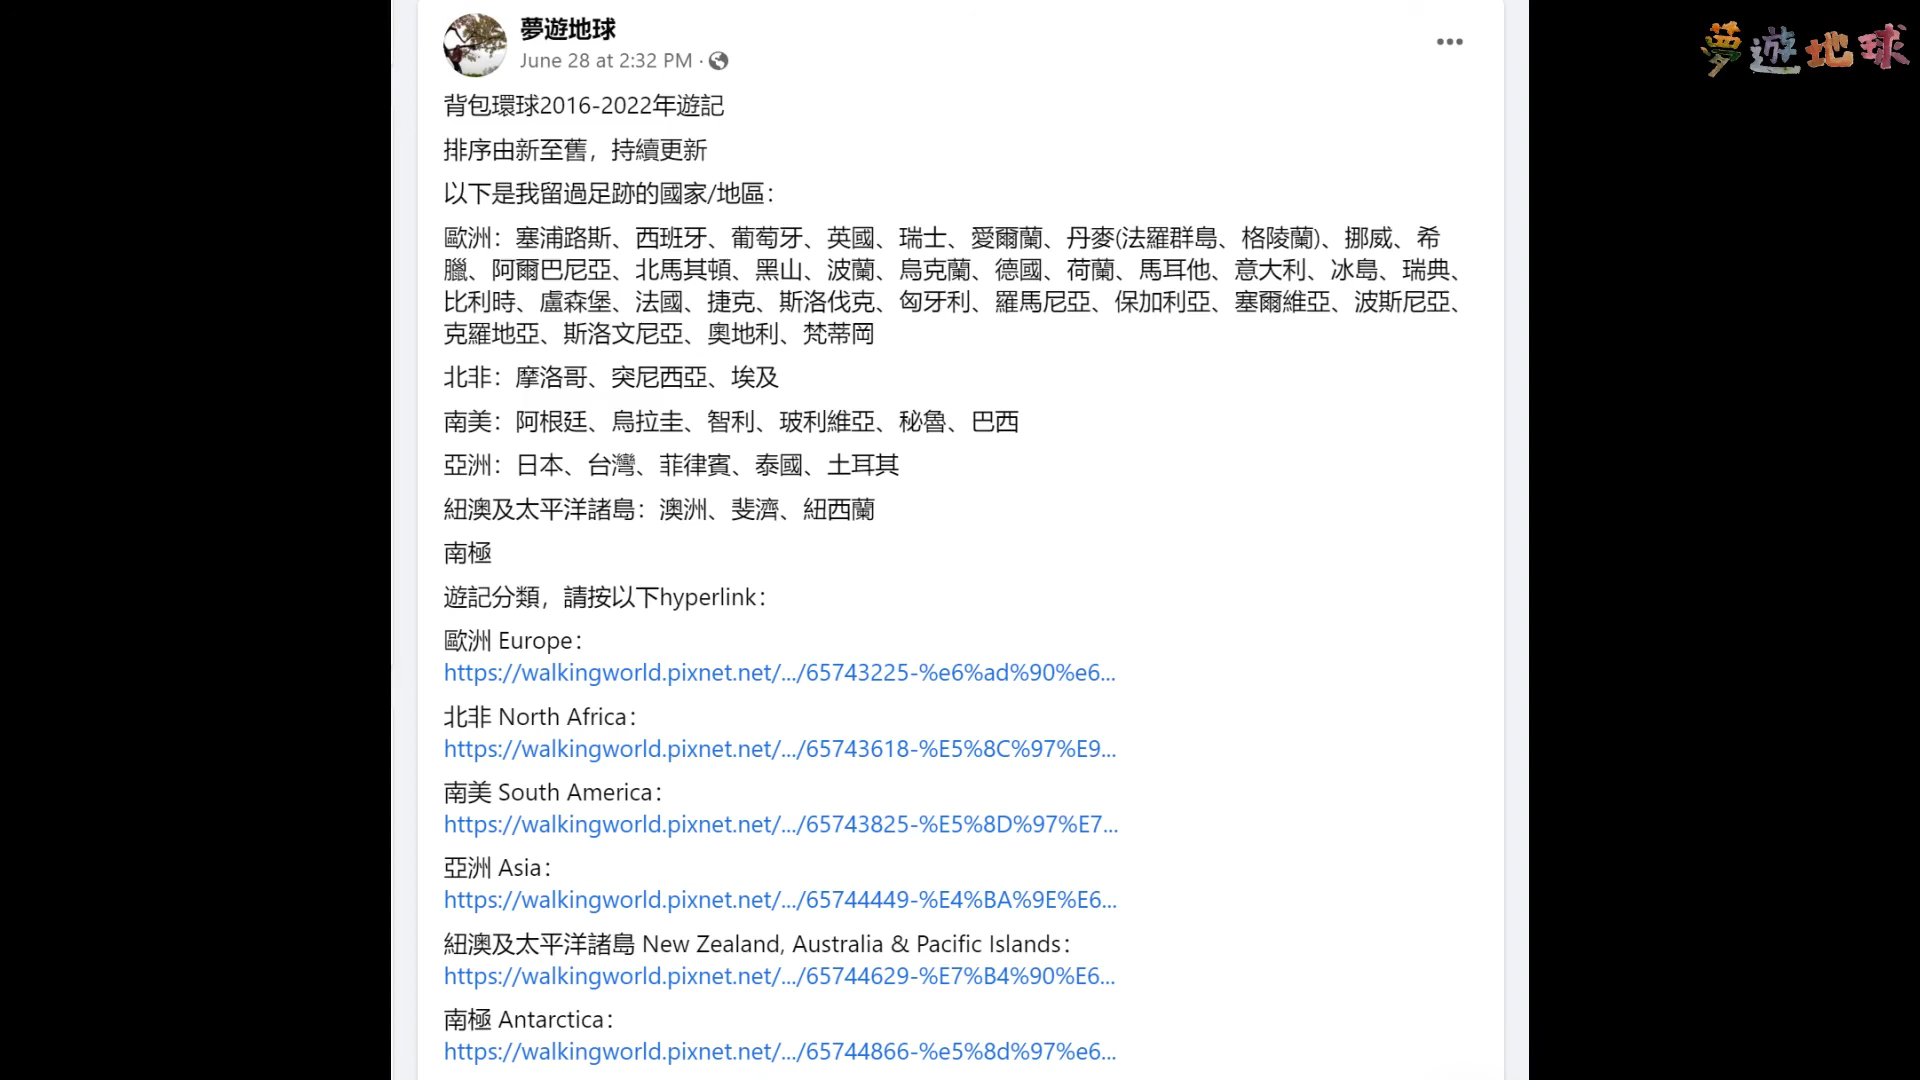 夢遊地球
夢遊地球
June 28 at 2:32 PM ·
背包環球2016-2022年遊記
排序由新至舊，持續更新
以下是我留過足跡的國家/地區：
歐洲：塞浦路斯、西班牙、葡萄牙、英國、瑞士、愛爾蘭、丹麥(法羅群島、格陵蘭)、挪威、希
臘、阿爾巴尼亞、北馬其頓、黑山、波蘭、烏克蘭、德國、荷蘭、馬耳他、意大利、冰島、瑞典、
比利時、盧森堡、法國、捷克、斯洛伐克、匈牙利、羅馬尼亞、保加利亞、塞爾維亞、波斯尼亞、
克羅地亞、斯洛文尼亞、奧地利、梵蒂岡
北非：摩洛哥、突尼西亞、埃及
南美：阿根廷、烏拉圭、智利、玻利維亞、秘魯、巴西
亞洲：日本、台灣、菲律賓、泰國、土耳其
紐澳及太平洋諸島：澳洲、斐濟、紐西蘭
南極
遊記分類，請按以下hyperlink：
歐洲 Europe：
https://walkingworld.pixnet.net/.../65743225-%e6%ad%90%e6...
北非 North Africa：
https://walkingworld.pixnet.net/.../65743618-%E5%8C%97%E9...
南美 South America：
https://walkingworld.pixnet.net/.../65743825-%E5%8D%97%E7...
亞洲 Asia：
https://walkingworld.pixnet.net/.../65744449-%E4%BA%9E%E6...
紐澳及太平洋諸島 New Zealand, Australia & Pacific Islands：
https://walkingworld.pixnet.net/.../65744629-%E7%B4%90%E6...
南極 Antarctica：
https://walkingworld.pixnet.net/.../65744866-%e5%8d%97%e6...